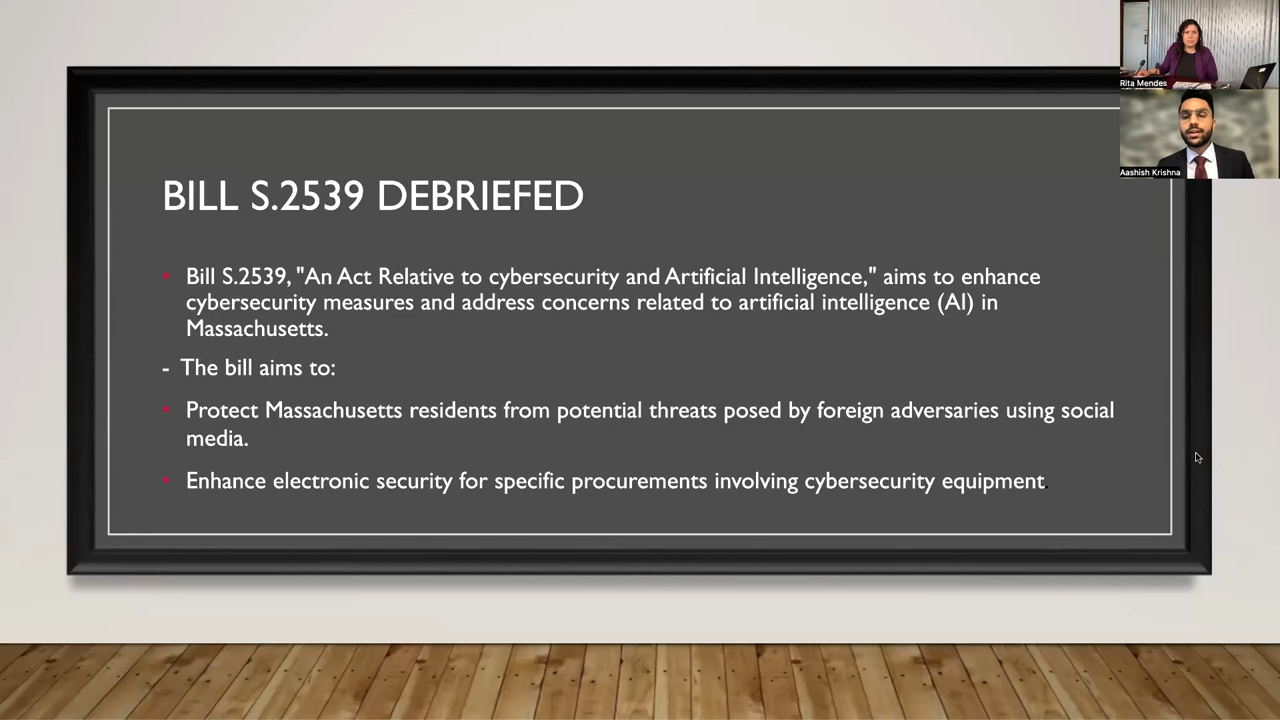 Rita Mendes
Aashish Krishna
BILL S.2539 DEBRIEFED
• Bill S.2539, "An Act Relative to cybersecurity and Artificial Intelligence," aims to enhance
cybersecurity measures and address concerns related to artificial intelligence (AI) in
Massachusetts.
- The bill aims to:
• Protect Massachusetts residents from potential threats posed by foreign adversaries using social
media.
• Enhance electronic security for specific procurements involving cybersecurity equipment.